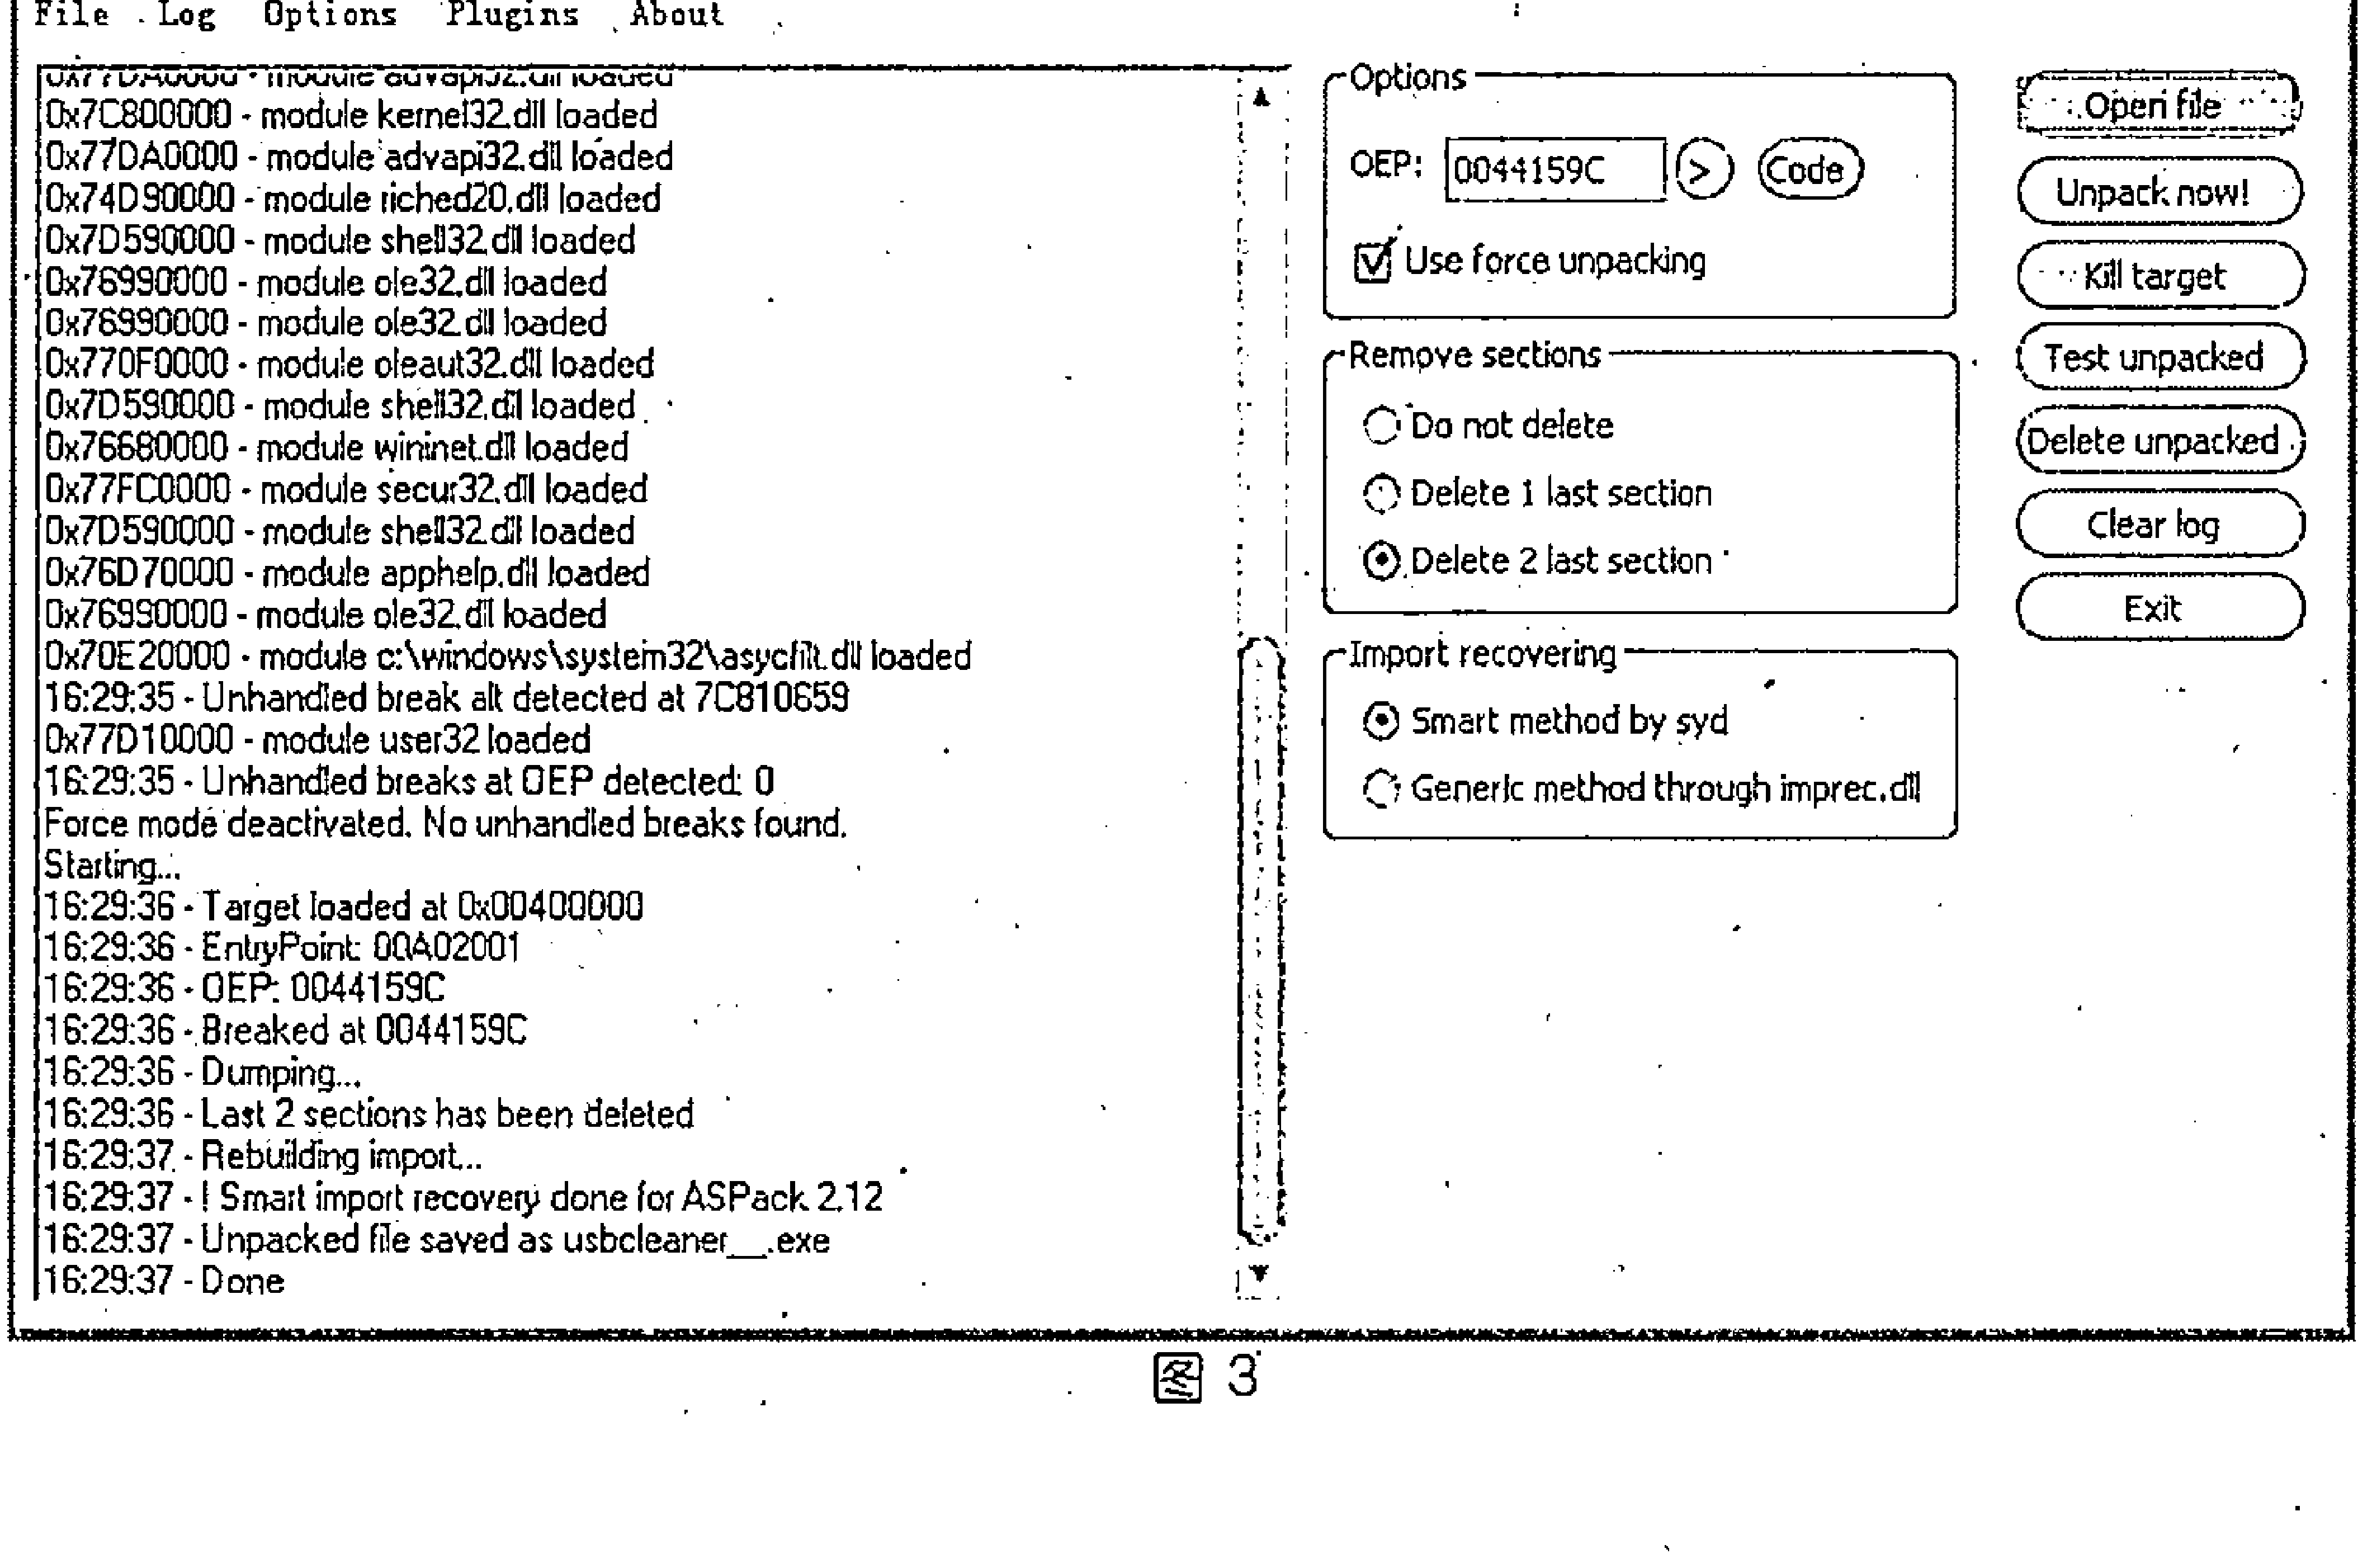 File Log Options Plugins About
0x77DA0000 - module advapi32.dll loaded
0x7C800000 - module kernel32.dll loaded
0x77DA0000 - module advapi32.dll loaded
0x74D90000 - module riched20.dll loaded
0x7D590000 - module shell32.dll loaded
0x76990000 - module ole32.dll loaded
0x76990000 - module ole32.dll loaded
0x770F0000 - module oleaut32.dll loaded
0x7D590000 - module shell32.dll loaded
0x76680000 - module wininet.dll loaded
0x77FC0000 - module secur32.dll loaded
0x7D590000 - module shell32.dll loaded
0x76D70000 - module apphelp.dll loaded
0x76990000 - module ole32.dll loaded
0x70E20000 - module c:\windows\system32\asycfilt.dll loaded
16:29:35 - Unhandled break alt detected at 7C810659
0x77D10000 - module user32 loaded
16:29:35 - Unhandled breaks at OEP detected: 0
Force mode deactivated. No unhandled breaks found.
Starting...
16:29:36 - Target loaded at 0x00400000
16:29:36 - EntryPoint: 00A02001
16:29:36 - OEP: 0044159C
16:29:36 - Breaked at 0044159C
16:29:36 - Dumping...
16:29:36 - Last 2 sections has been deleted
16:29:37 - Rebuilding import...
16:29:37 - ! Smart import recovery done for ASPack 2.12
16:29:37 - Unpacked file saved as usbcleaner__.exe
16:29:37 - Done
Options
OEP: 0044159C > Code
Use force unpacking
Remove sections
Do not delete
Delete 1 last section
Delete 2 last section
Import recovering
Smart method by syd
Generic method through imprec.dll
Open file
Unpack now!
Kill target
Test unpacked
Delete unpacked
Clear log
Exit
图 3